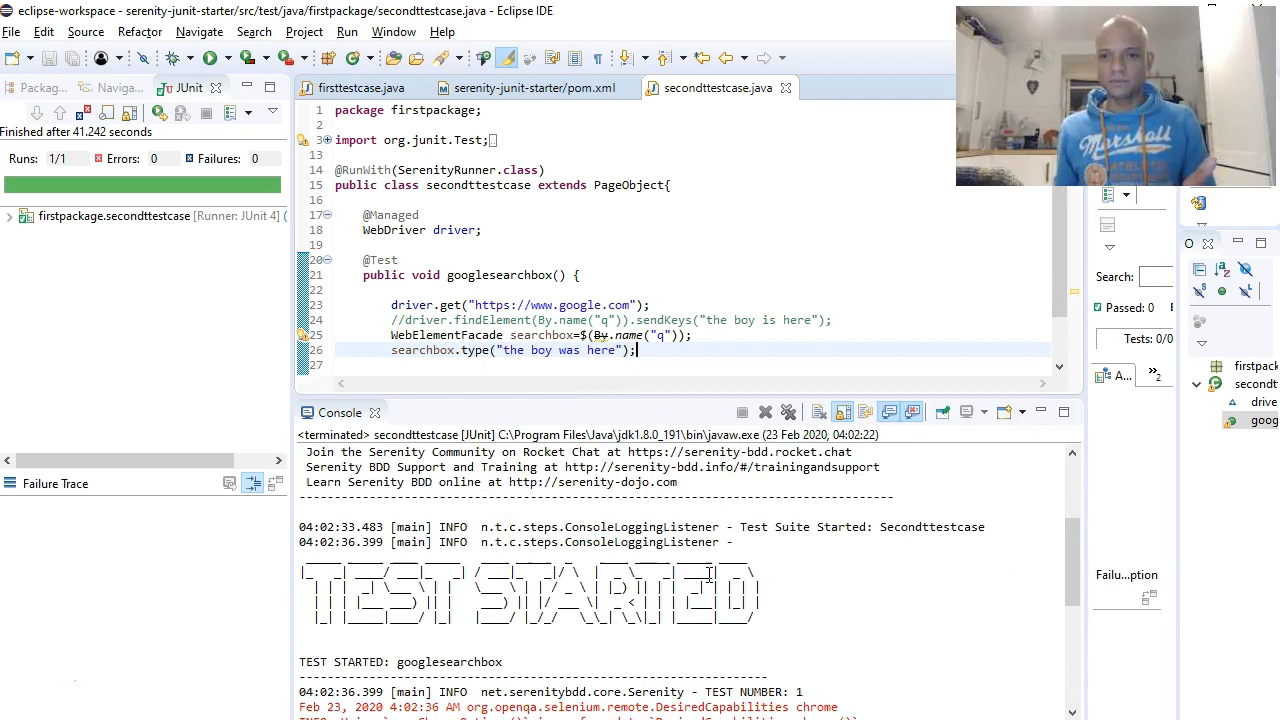 eclipse-workspace - serenity-junit-starter/src/test/java/firstpackage/secondttestcase.java - Eclipse IDE
File Edit Source Refactor Navigate Search Project Run Window Help
Packag... Naviga... JUnit
firsttestcase.java serenity-junit-starter/pom.xml secondttestcase.java
Finished after 41.242 seconds
Runs: 1/1 Errors: 0 Failures: 0
firstpackage.secondttestcase [Runner: JUnit 4] (
Failure Trace
1 package firstpackage;
2
3 import org.junit.Test;
13
14 @RunWith(SerenityRunner.class)
15 public class secondttestcase extends PageObject{
16
17 @Managed
18 WebDriver driver;
19
20 @Test
21 public void googlesearchbox() {
22
23 driver.get("https://www.google.com");
24 //driver.findElement(By.name("q")).sendKeys("the boy is here");
25 WebElementFacade searchbox=$(By.name("q"));
26 searchbox.type("the boy was here");
27
Marshall
Search:
Passed: 0
Tests: 0/0
A... »2
Failu...ption
O
firstpack
secondt
drive
goog
Console
<terminated> secondttestcase [JUnit] C:\Program Files\Java\jdk1.8.0_191\bin\javaw.exe (23 Feb 2020, 04:02:22)
Join the Serenity Community on Rocket Chat at https://serenity-bdd.rocket.chat
Serenity BDD Support and Training at http://serenity-bdd.info/#/trainingandsupport
Learn Serenity BDD online at http://serenity-dojo.com
04:02:33.483 [main] INFO n.t.c.steps.ConsoleLoggingListener - Test Suite Started: Secondttestcase
04:02:36.399 [main] INFO n.t.c.steps.ConsoleLoggingListener -
TEST STARTED
TEST STARTED: googlesearchbox
04:02:36.399 [main] INFO net.serenitybdd.core.Serenity - TEST NUMBER: 1
Feb 23, 2020 4:02:36 AM org.openqa.selenium.remote.DesiredCapabilities chrome